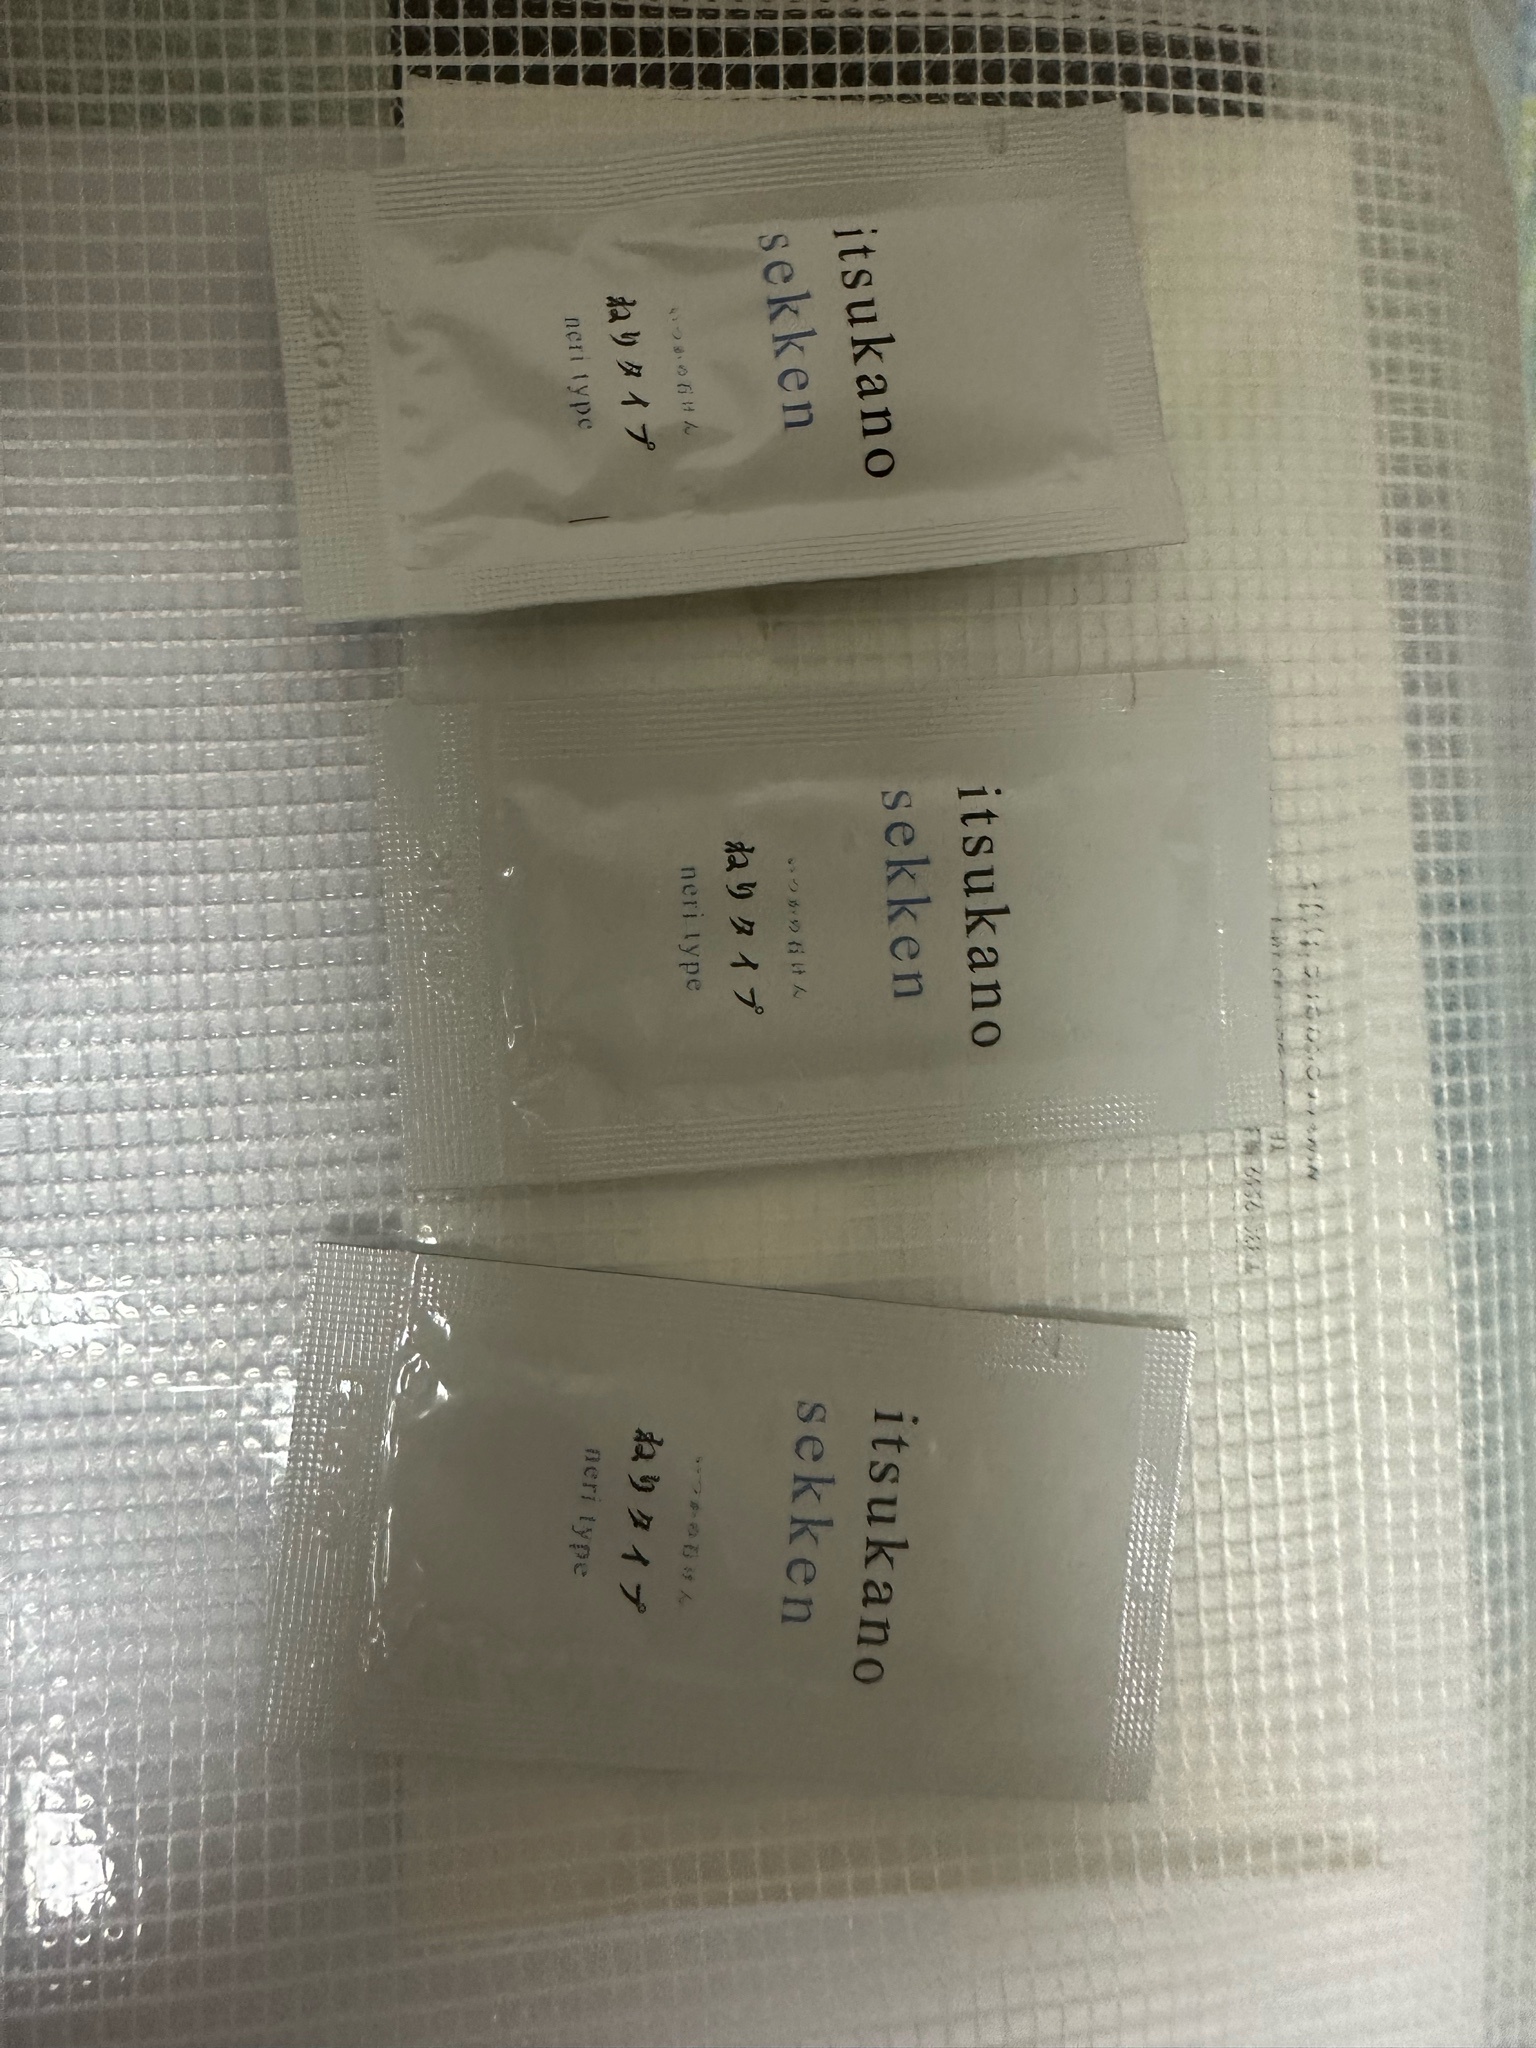 itsukano
sekken
いつかの石けん
ねりタイプ
neri type
itsukano
sekken
いつかの石けん
ねりタイプ
neri type
itsukano
sekken
いつかの石けん
ねりタイプ
neri type